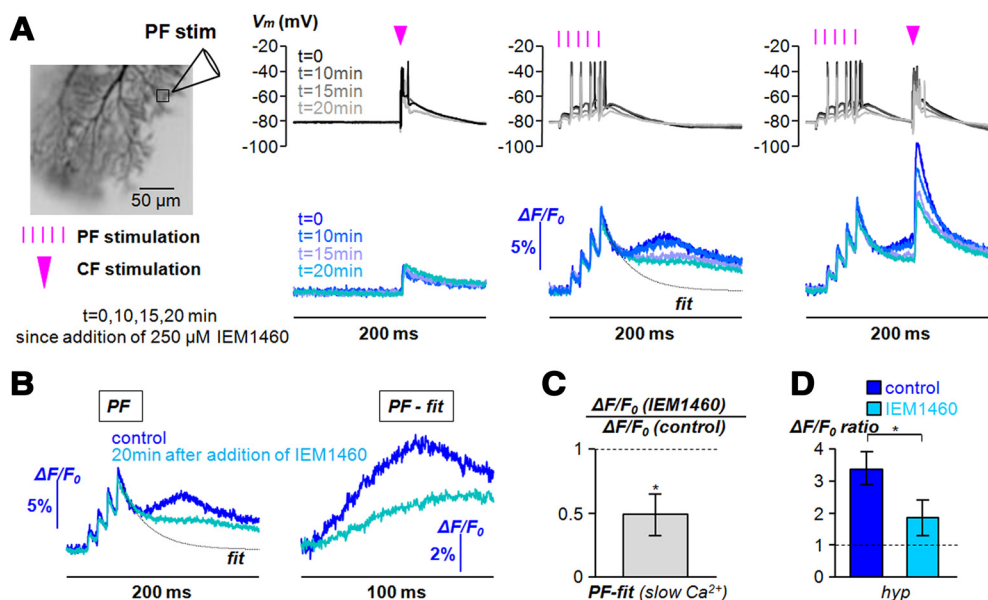 A
PF stim
50 µm
PF stimulation
CF stimulation
t=0,10,15,20 min
since addition of 250 µM IEM1460
Vm (mV)
-20
-40
-60
-80
-100
t=0
t=10min
t=15min
t=20min
t=0
t=10min
t=15min
t=20min
200 ms
-20
-40
-60
-80
-100
ΔF/F0
5%
fit
200 ms
-20
-40
-60
-80
-100
200 ms
B
PF
control
20min after addition of IEM1460
ΔF/F0
5%
fit
200 ms
PF - fit
ΔF/F0
2%
100 ms
C
ΔF/F0 (IEM1460)
ΔF/F0 (control)
1
0.5
0
*
PF-fit (slow Ca2+)
D
control
IEM1460
ΔF/F0 ratio
*
4
3
2
1
0
hyp